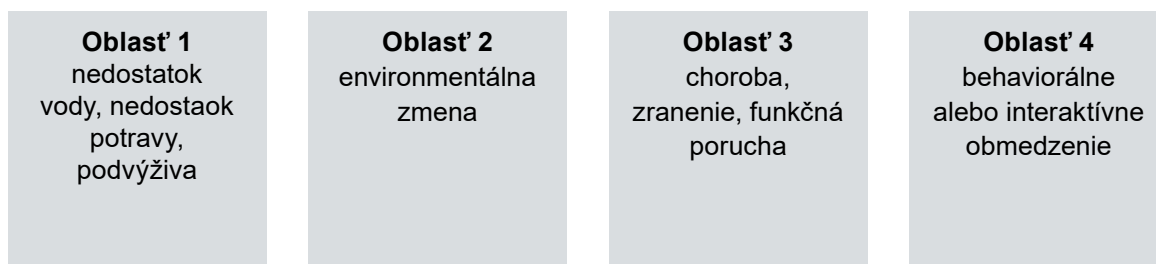 Oblasť 1
nedostatok
vody, nedostaok
potravy,
podvýživa
Oblasť 2
environmentálna
zmena
Oblasť 3
choroba,
zranenie, funkčná
porucha
Oblasť 4
behaviorálne
alebo interaktívne
obmedzenie